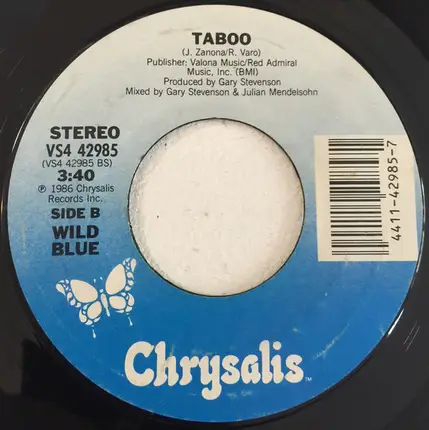 TABOO
(J. Zanona/R. Varo)
Publisher: Valona Music/Red Admiral
Music, Inc. (BMI)
Produced by Gary Stevenson
Mixed by Gary Stevenson & Julian Mendelsohn
STEREO
VS4 42985
(VS4 42985 BS)
3:40
℗ 1986 Chrysalis
Records Inc.
SIDE B
WILD
BLUE
4411-42985-7
Chrysalis™